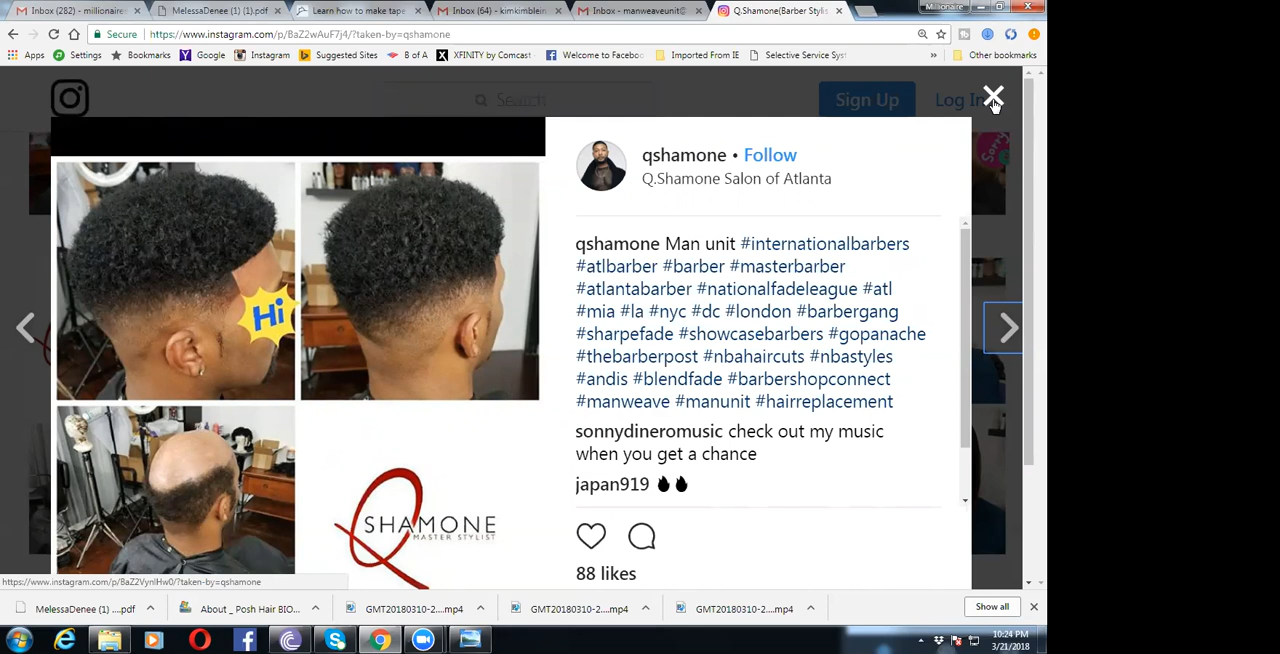 Inbox (282) - millionaire
MelessaDenee (1) (1).pdf
Learn how to make tape
Inbox (64) - kimkimblein
Inbox - manweaveunit@
Q.Shamone(Barber Stylis
Millionaire
Secure
https://www.instagram.com/p/BaZ2wAuF7j4/?taken-by=qshamone
Apps
Settings
Bookmarks
Google
Instagram
Suggested Sites
B of A
XFINITY by Comcast
Welcome to Faceboo
Imported From IE
Selective Service Sys
»
Other bookmarks
Search
Sign Up
Log In
Sorry
qshamone • Follow
Q.Shamone Salon of Atlanta
Hi
qshamone Man unit #internationalbarbers
#atlbarber #barber #masterbarber
#atlantabarber #nationalfadeleague #atl
#mia #la #nyc #dc #london #barbergang
#sharpefade #showcasebarbers #gopanache
#thebarberpost #nbahaircuts #nbastyles
#andis #blendfade #barbershopconnect
#manweave #manunit #hairreplacement
sonnydineromusic check out my music
when you get a chance
japan919
SHAMONE
MASTER STYLIST
88 likes
https://www.instagram.com/p/BaZ2VynlHw0/?taken-by=qshamone
MelessaDenee (1) ....pdf
About _ Posh Hair BIO....
GMT20180310-2....mp4
GMT20180310-2....mp4
GMT20180310-2....mp4
Show all
10:24 PM
3/21/2018